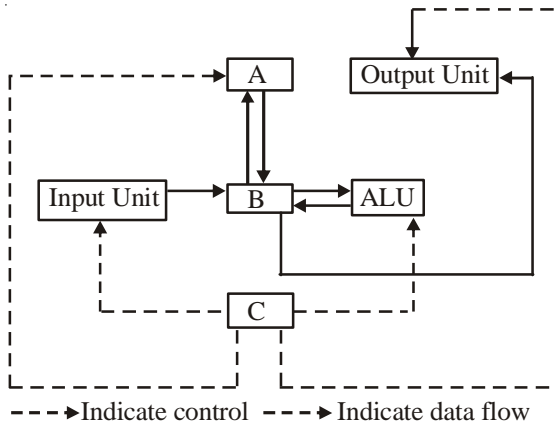 A
Output Unit
Input Unit
B
ALU
C
Indicate control
Indicate data flow